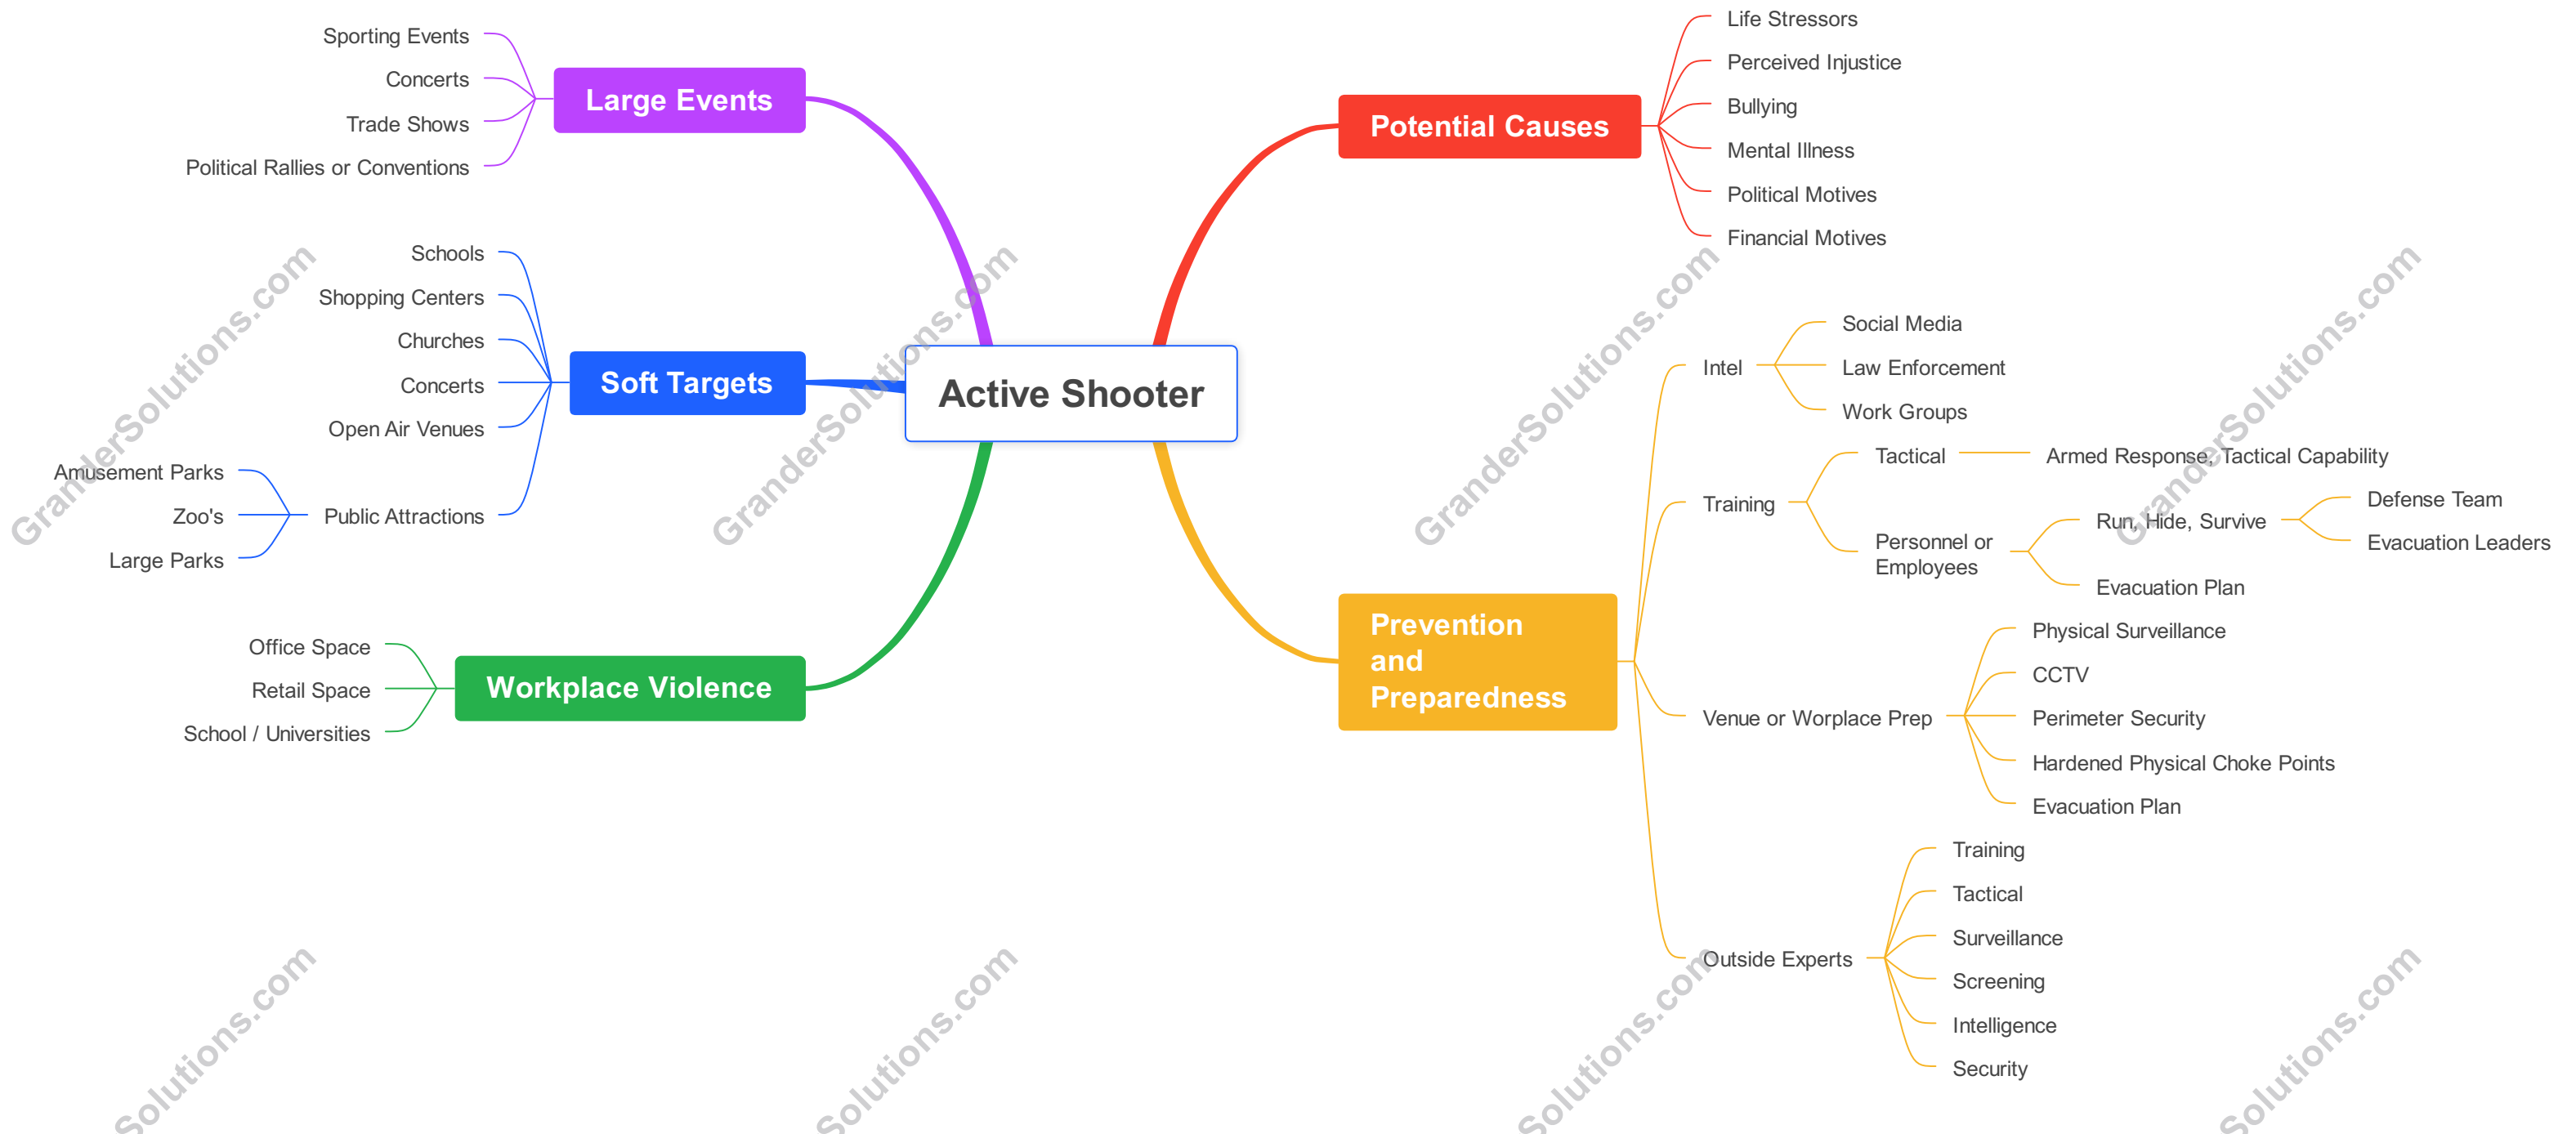 Active Shooter
Large Events
Sporting Events
Concerts
Trade Shows
Political Rallies or Conventions
Soft Targets
Schools
Shopping Centers
Churches
Concerts
Open Air Venues
Public Attractions
Amusement Parks
Zoo's
Large Parks
Workplace Violence
Office Space
Retail Space
School / Universities
Potential Causes
Life Stressors
Perceived Injustice
Bullying
Mental Illness
Political Motives
Financial Motives
Prevention
and
Preparedness
Intel
Social Media
Law Enforcement
Work Groups
Training
Tactical
Armed Response, Tactical Capability
Personnel or
Employees
Run, Hide, Survive
Defense Team
Evacuation Leaders
Evacuation Plan
Venue or Worplace Prep
Physical Surveillance
CCTV
Perimeter Security
Hardened Physical Choke Points
Evacuation Plan
Outside Experts
Training
Tactical
Surveillance
Screening
Intelligence
Security
GranderSolutions.com
GranderSolutions.com
GranderSolutions.com
GranderSolutions.com
Solutions.com
Solutions.com
Solutions.com
Solutions.com